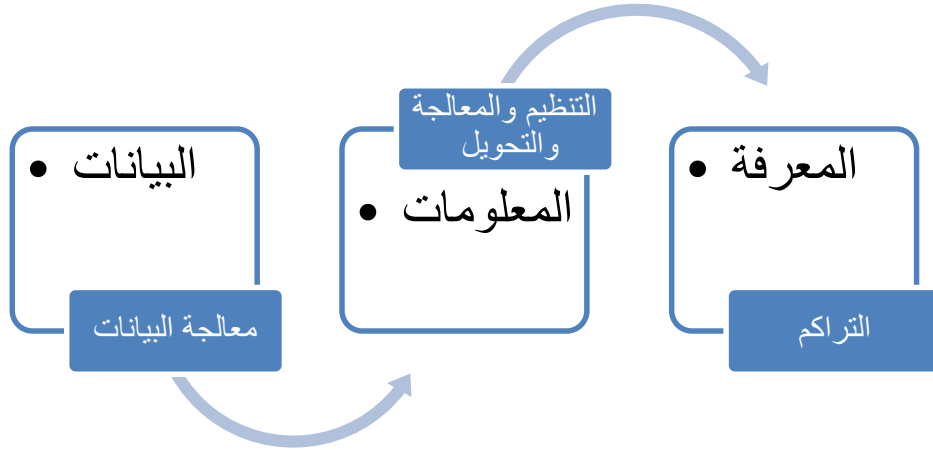 • البيانات
معالجة البيانات
التنظيم والمعالجة
والتحويل
• المعلومات
• المعرفة
التراكم